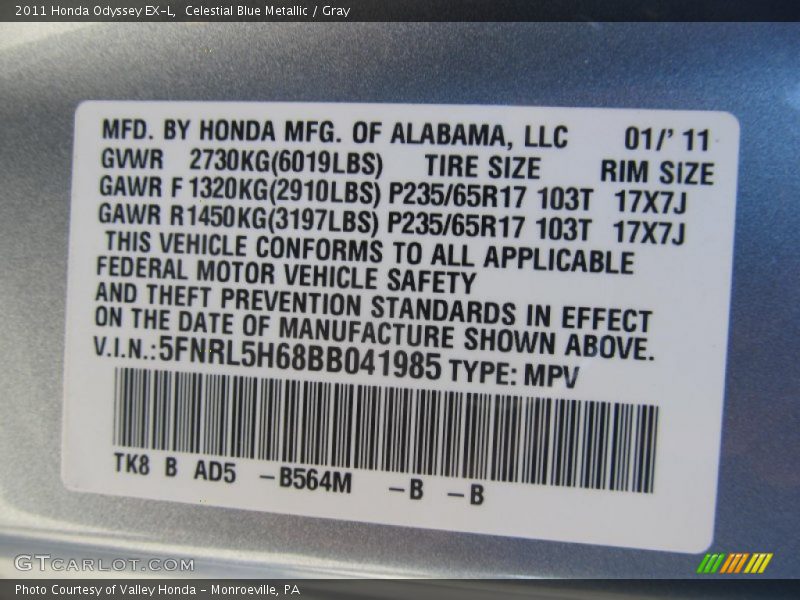 2011 Honda Odyssey EX-L, Celestial Blue Metallic / Gray
MFD. BY HONDA MFG. OF ALABAMA, LLC 01/' 11
GVWR 2730KG(6019LBS) TIRE SIZE RIM SIZE
GAWR F 1320KG(2910LBS) P235/65R17 103T 17X7J
GAWR R1450KG(3197LBS) P235/65R17 103T 17X7J
THIS VEHICLE CONFORMS TO ALL APPLICABLE
FEDERAL MOTOR VEHICLE SAFETY
AND THEFT PREVENTION STANDARDS IN EFFECT
ON THE DATE OF MANUFACTURE SHOWN ABOVE.
V.I.N.:5FNRL5H68BB041985 TYPE: MPV
TK8 B AD5 -B564M -B -B
GTCARLOT.COM
Photo Courtesy of Valley Honda - Monroeville, PA